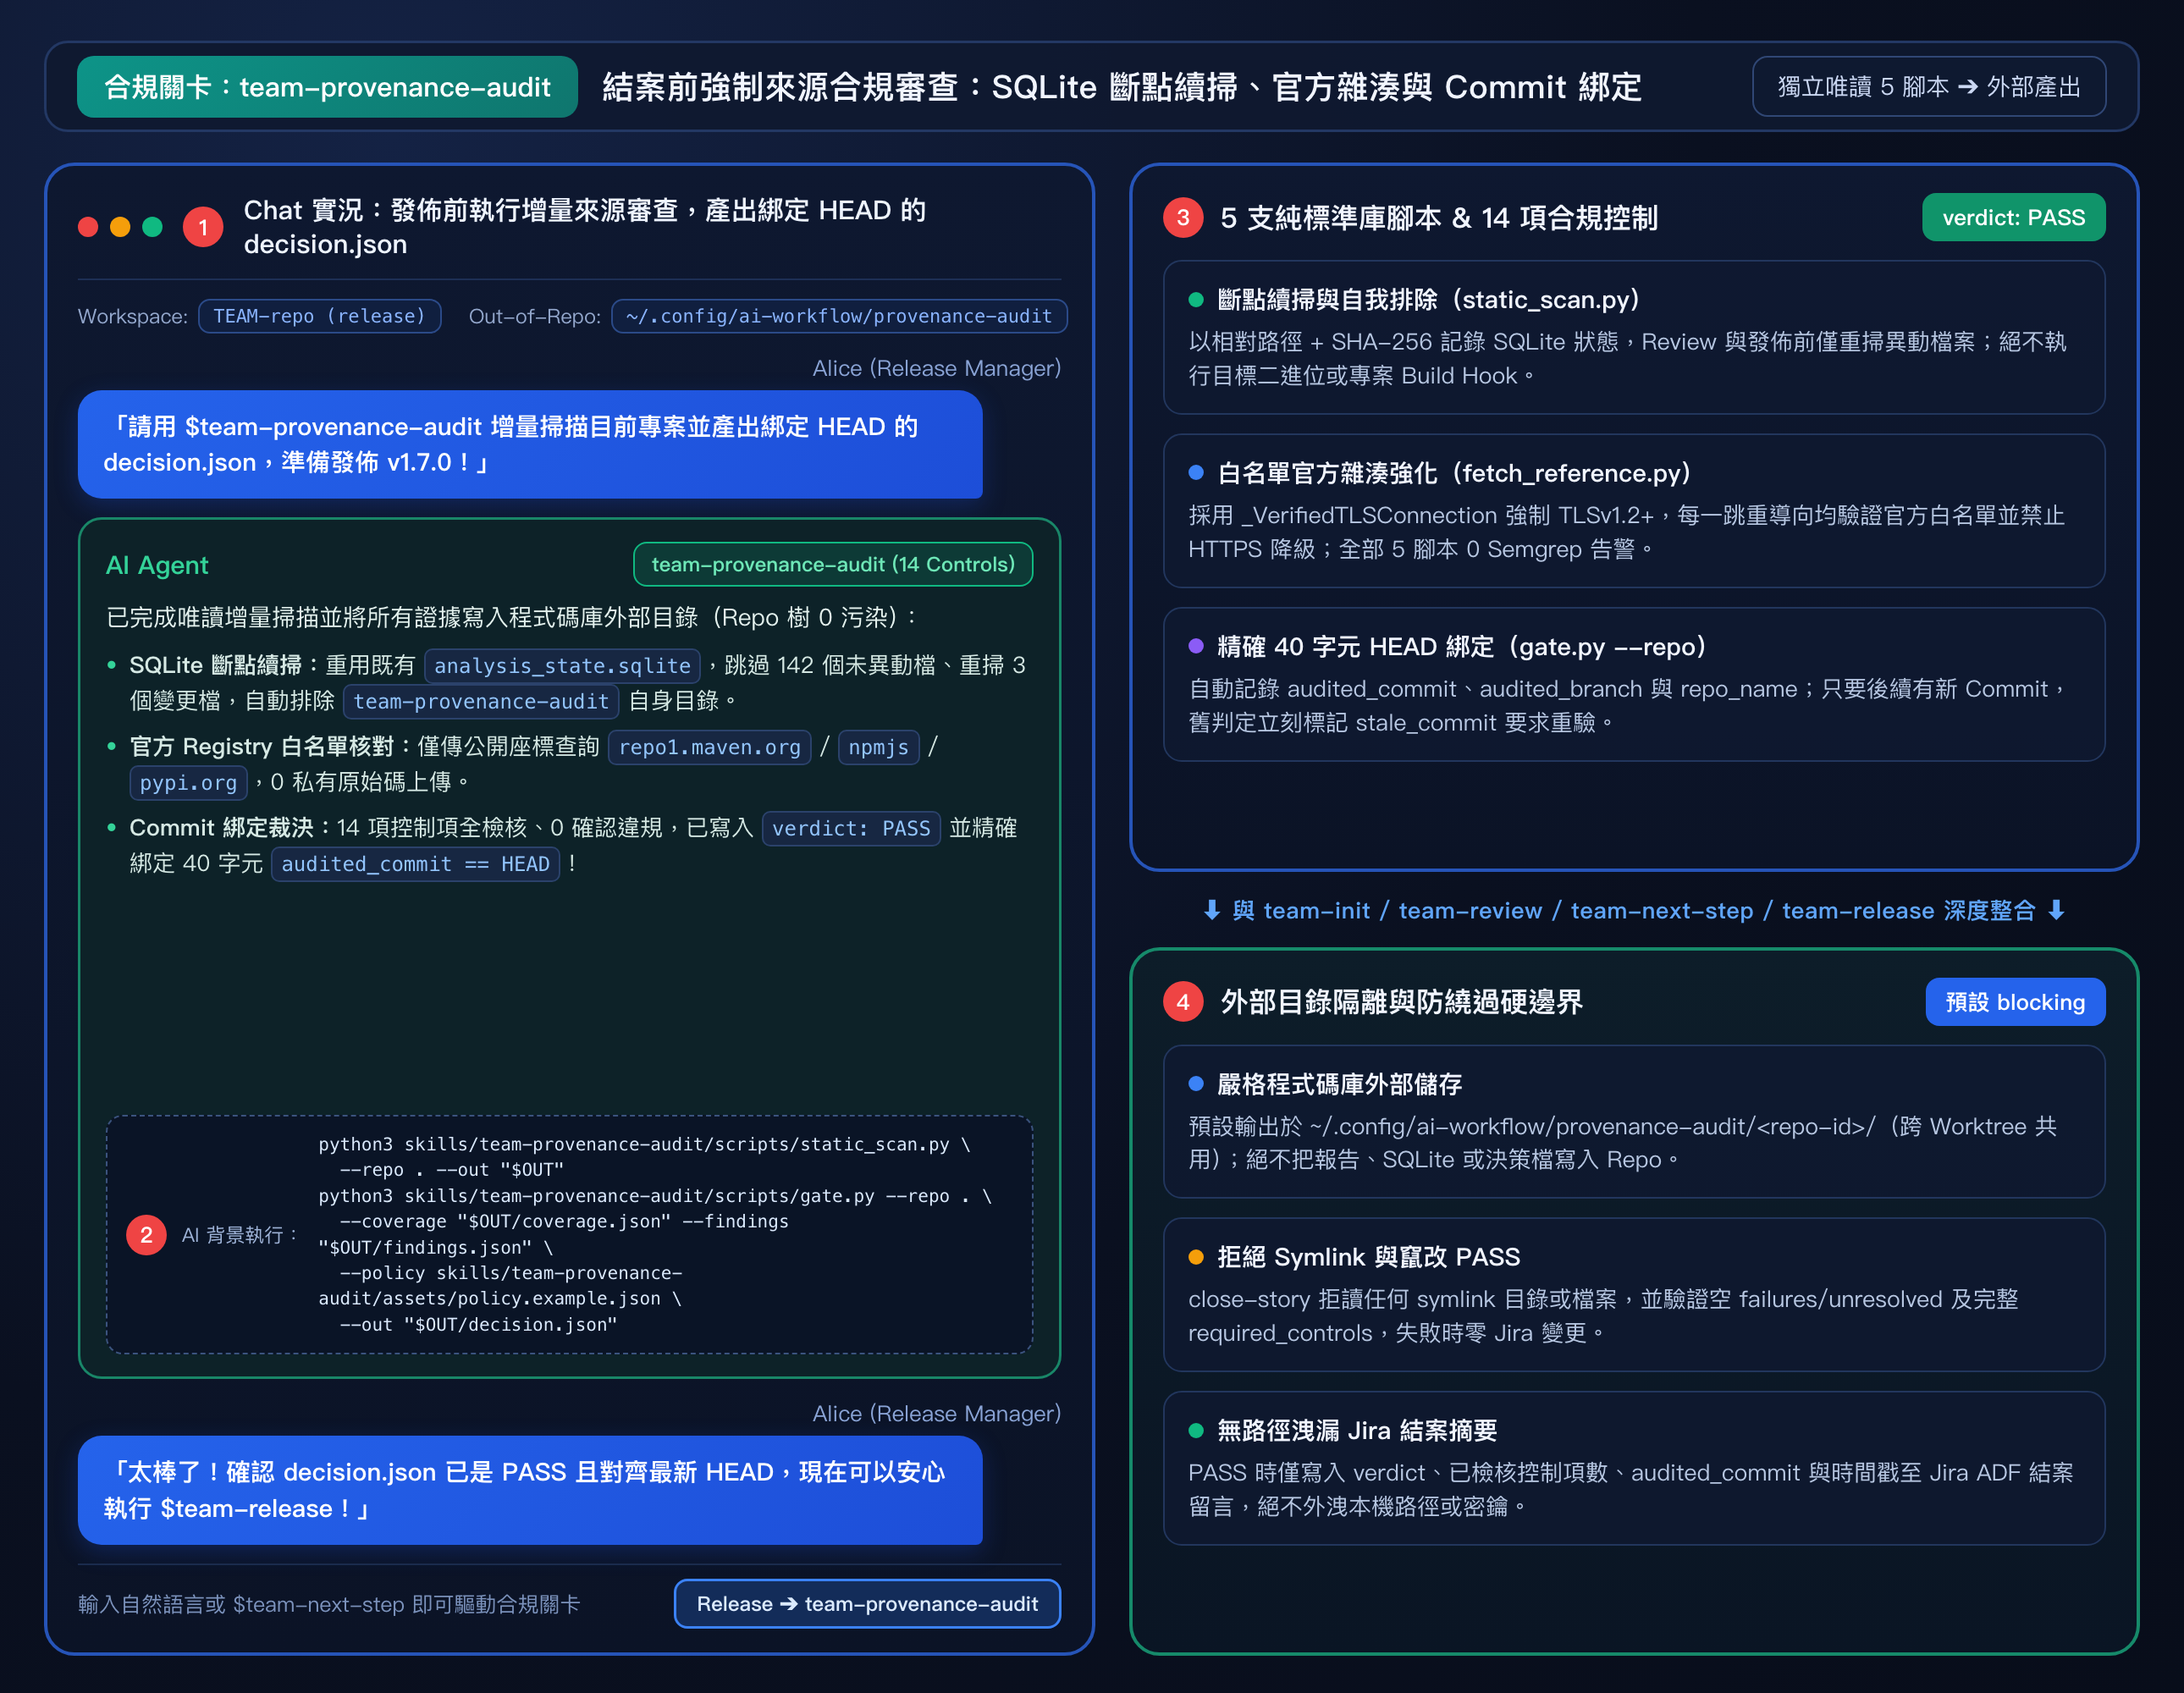 合規關卡：team-provenance-audit
結案前強制來源合規審查：SQLite 斷點續掃、官方雜湊與 Commit 綁定
獨立唯讀 5 腳本 ➔ 外部產出
1
Chat 實況：發佈前執行增量來源審查，產出綁定 HEAD 的
decision.json
Workspace: TEAM-repo (release) Out-of-Repo: ~/.config/ai-workflow/provenance-audit
Alice (Release Manager)
「請用 $team-provenance-audit 增量掃描目前專案並產出綁定 HEAD 的
decision.json，準備發佈 v1.7.0！」
AI Agent
team-provenance-audit (14 Controls)
已完成唯讀增量掃描並將所有證據寫入程式碼庫外部目錄（Repo 樹 0 污染）：
• SQLite 斷點續掃：重用既有 analysis_state.sqlite，跳過 142 個未異動檔、重掃 3
個變更檔，自動排除 team-provenance-audit 自身目錄。
• 官方 Registry 白名單核對：僅傳公開座標查詢 repo1.maven.org / npmjs /
pypi.org，0 私有原始碼上傳。
• Commit 綁定裁決：14 項控制項全檢核、0 確認違規，已寫入 verdict: PASS 並精確
綁定 40 字元 audited_commit == HEAD！
2
AI 背景執行：
python3 skills/team-provenance-audit/scripts/static_scan.py \
--repo . --out "$OUT"
python3 skills/team-provenance-audit/scripts/gate.py --repo . \
--coverage "$OUT/coverage.json" --findings
"$OUT/findings.json" \
--policy skills/team-provenance-
audit/assets/policy.example.json \
--out "$OUT/decision.json"
Alice (Release Manager)
「太棒了！確認 decision.json 已是 PASS 且對齊最新 HEAD，現在可以安心
執行 $team-release！」
輸入自然語言或 $team-next-step 即可驅動合規關卡
Release ➔ team-provenance-audit
3
5 支純標準庫腳本 & 14 項合規控制
verdict: PASS
斷點續掃與自我排除（static_scan.py）
以相對路徑 + SHA-256 記錄 SQLite 狀態，Review 與發佈前僅重掃異動檔案；絕不執
行目標二進位或專案 Build Hook。
白名單官方雜湊強化（fetch_reference.py）
採用 _VerifiedTLSConnection 強制 TLSv1.2+，每一跳重導向均驗證官方白名單並禁止
HTTPS 降級；全部 5 腳本 0 Semgrep 告警。
精確 40 字元 HEAD 綁定（gate.py --repo）
自動記錄 audited_commit、audited_branch 與 repo_name；只要後續有新 Commit，
舊判定立刻標記 stale_commit 要求重驗。
⬇ 與 team-init / team-review / team-next-step / team-release 深度整合 ⬇
4
外部目錄隔離與防繞過硬邊界
預設 blocking
嚴格程式碼庫外部儲存
預設輸出於 ~/.config/ai-workflow/provenance-audit/<repo-id>/（跨 Worktree 共
用）；絕不把報告、SQLite 或決策檔寫入 Repo。
拒絕 Symlink 與竄改 PASS
close-story 拒讀任何 symlink 目錄或檔案，並驗證空 failures/unresolved 及完整
required_controls，失敗時零 Jira 變更。
無路徑洩漏 Jira 結案摘要
PASS 時僅寫入 verdict、已檢核控制項數、audited_commit 與時間戳至 Jira ADF 結案
留言，絕不外洩本機路徑或密鑰。